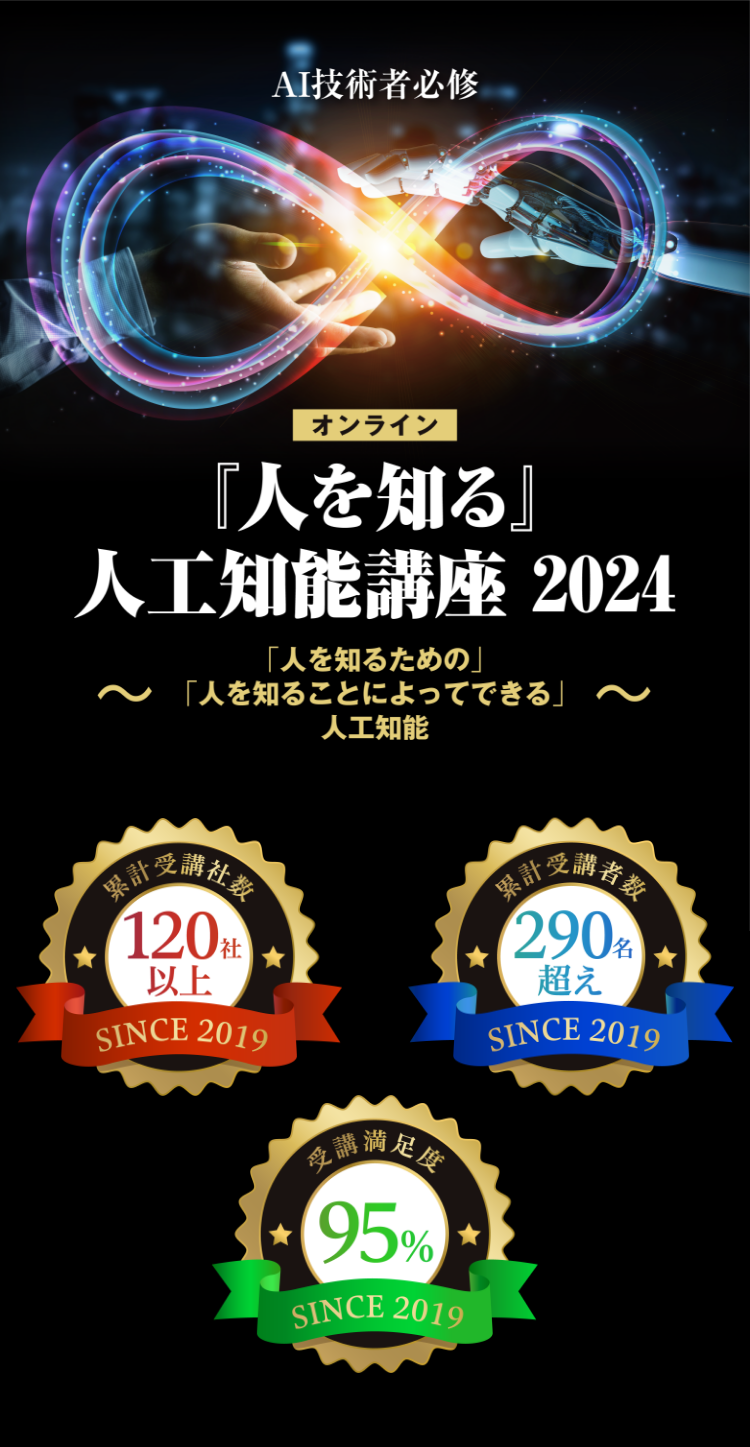 AI技術者必修
オンライン
『人を知る』
人工知能講座 2024
「人を知るための」
～ 「人を知ることによってできる」 ～
人工知能
累計受講社数
120社
以上
SINCE 2019
累計受講者数
290名
超え
SINCE 2019
受講満足度
95%
SINCE 2019